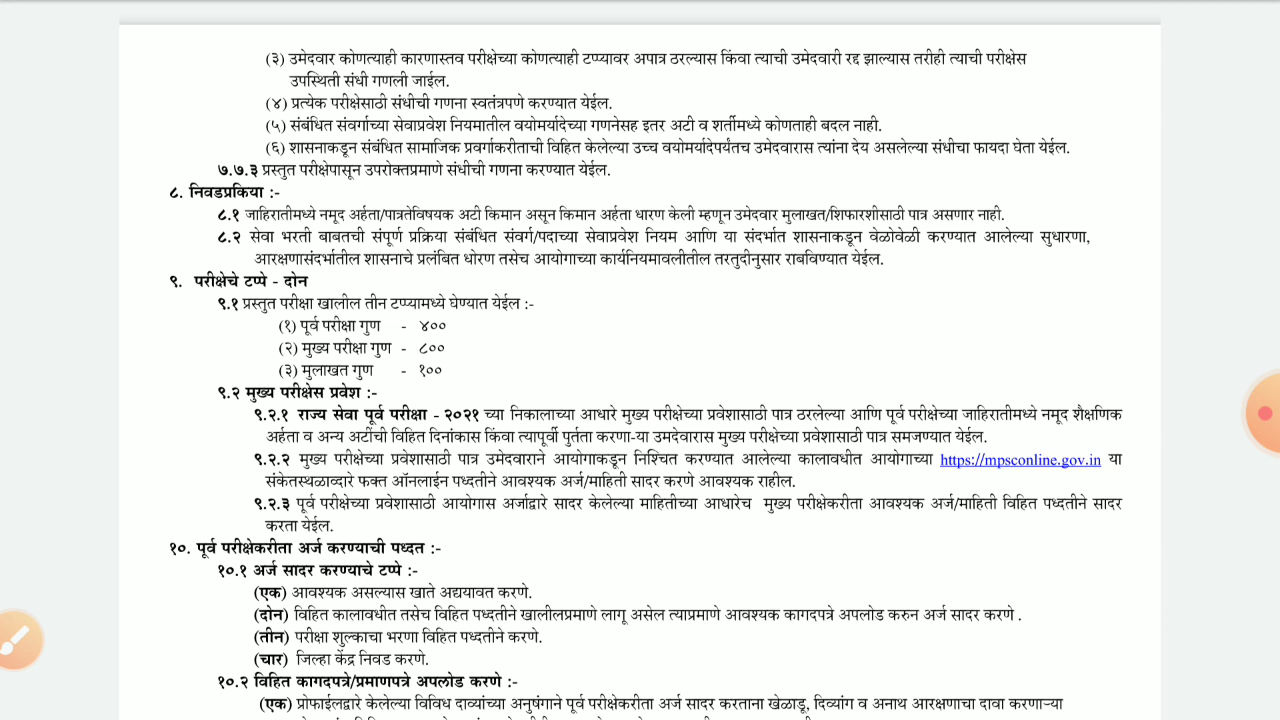 (३) उमेदवार कोणत्याही कारणास्तव परीक्षेच्या कोणत्याही टप्प्यावर अपात्र ठरल्यास किंवा त्याची उमेदवारी रद्द झाल्यास तरीही त्याची परीक्षेस
उपस्थिती संधी गणली जाईल.
(४) प्रत्येक परीक्षेसाठी संधीची गणना स्वतंत्रपणे करण्यात येईल.
(५) संबंधित संवर्गाच्या सेवाप्रवेश नियमातील वयोमर्यादेच्या गणनेसह इतर अटी व शर्तीमध्ये कोणताही बदल नाही.
(६) शासनाकडून संबंधित सामाजिक प्रवर्गाकरीताची विहित केलेल्या उच्च वयोमर्यादेपर्यंतच उमेदवारास त्यांना देय असलेल्या संधीचा फायदा घेता येईल.
७.७.३ प्रस्तुत परीक्षेपासून उपरोक्तप्रमाणे संधीची गणना करण्यात येईल.
८. निवडप्रकिया :-
८.१ जाहिरातीमध्ये नमूद अर्हता/पात्रतेविषयक अटी किमान असून किमान अर्हता धारण केली म्हणून उमेदवार मुलाखत/शिफारशीसाठी पात्र असणार नाही.
८.२ सेवा भरती बाबतची संपूर्ण प्रक्रिया संबंधित संवर्ग/पदाच्या सेवाप्रवेश नियम आणि या संदर्भात शासनाकडून वेळोवेळी करण्यात आलेल्या सुधारणा,
आरक्षणासंदर्भातील शासनाचे प्रलंबित धोरण तसेच आयोगाच्या कार्यनियमावलीतील तरतुदीनुसार राबविण्यात येईल.
९. परीक्षेचे टप्पे - दोन
९.१ प्रस्तुत परीक्षा खालील तीन टप्प्यामध्ये घेण्यात येईल :-
(१) पूर्व परीक्षा गुण - ४००
(२) मुख्य परीक्षा गुण - ८००
(३) मुलाखत गुण - १००
९.२ मुख्य परीक्षेस प्रवेश :-
९.२.१ राज्य सेवा पूर्व परीक्षा - २०२१ च्या निकालाच्या आधारे मुख्य परीक्षेच्या प्रवेशासाठी पात्र ठरलेल्या आणि पूर्व परीक्षेच्या जाहिरातीमध्ये नमूद शैक्षणिक
अर्हता व अन्य अटींची विहित दिनांकास किंवा त्यापूर्वी पुर्तता करणा-या उमदेवारास मुख्य परीक्षेच्या प्रवेशासाठी पात्र समजण्यात येईल.
९.२.२ मुख्य परीक्षेच्या प्रवेशासाठी पात्र उमेदवाराने आयोगाकडून निश्चित करण्यात आलेल्या कालावधीत आयोगाच्या https://mpsconline.gov.in या
संकेतस्थळाव्दारे फक्त ऑनलाईन पध्दतीने आवश्यक अर्ज/माहिती सादर करणे आवश्यक राहील.
९.२.३ पूर्व परीक्षेच्या प्रवेशासाठी आयोगास अर्जाद्वारे सादर केलेल्या माहितीच्या आधारेच मुख्य परीक्षेकरीता आवश्यक अर्ज/माहिती विहित पध्दतीने सादर
करता येईल.
१०. पूर्व परीक्षेकरीता अर्ज करण्याची पध्दत :-
१०.१ अर्ज सादर करण्याचे टप्पे :-
(एक) आवश्यक असल्यास खाते अद्ययावत करणे.
(दोन) विहित कालावधीत तसेच विहित पध्दतीने खालीलप्रमाणे लागू असेल त्याप्रमाणे आवश्यक कागदपत्रे अपलोड करुन अर्ज सादर करणे .
(तीन) परीक्षा शुल्काचा भरणा विहित पध्दतीने करणे.
(चार) जिल्हा केंद्र निवड करणे.
१०.२ विहित कागदपत्रे/प्रमाणपत्रे अपलोड करणे :-
(एक) प्रोफाईलद्वारे केलेल्या विविध दाव्यांच्या अनुषंगाने पूर्व परीक्षेकरीता अर्ज सादर करताना खेळाडू, दिव्यांग व अनाथ आरक्षणाचा दावा करणाऱ्या